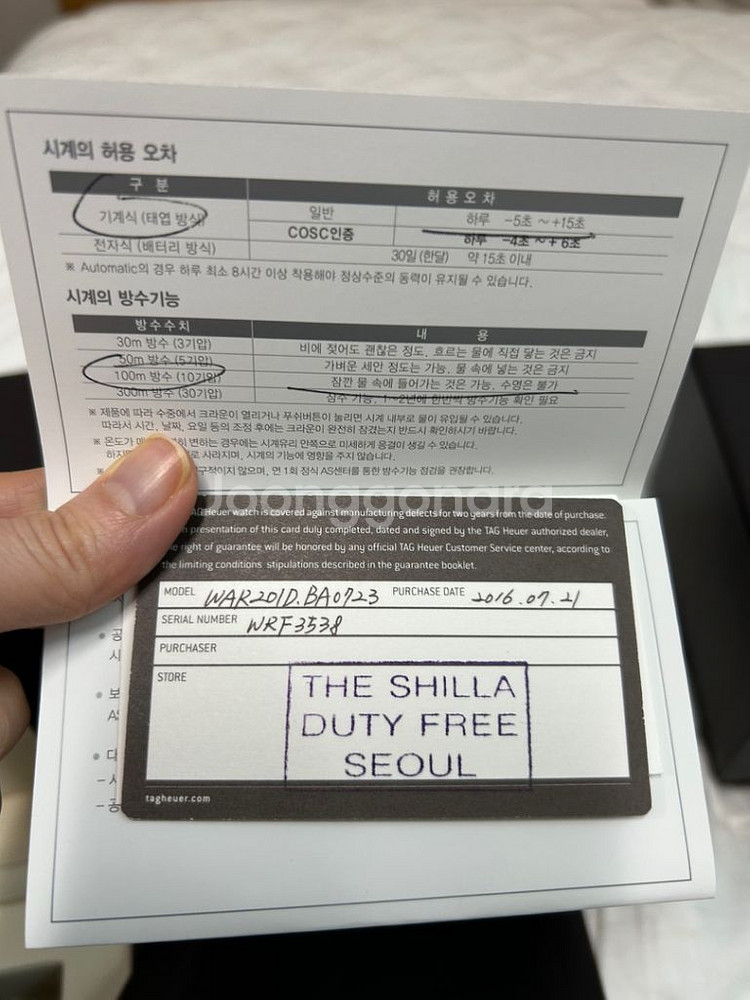 시계의 허용 오차
구 분 허용오차
기계식 (태엽 방식) 일반 하루 -5초 ~ +15초
COSC인증 하루 -4초 ~ + 6초
전자식 (배터리 방식) 30일 (한달) 약 15초 이내
※ Automatic의 경우 하루 최소 8시간 이상 착용해야 정상수준의 동력이 유지될 수 있습니다.
시계의 방수기능
방수수치 내 용
30m 방수 (3기압) 비에 젖어도 괜찮은 정도, 흐르는 물에 직접 닿는 것은 금지
50m 방수 (5기압) 가벼운 세안 정도는 가능, 물 속에 넣는 것은 금지
100m 방수 (10기압) 잠깐 물 속에 들어가는 것은 가능, 수영은 불가
300m 방수 (30기압) 잠수 가능, 1~2년에 한번씩 방수기능 확인 필요
※ 제품에 따라 수중에서 크라운이 열리거나 푸쉬버튼이 눌리면 시계 내부로 물이 유입될 수 있습니다.
따라서 시간, 날짜, 요일 등의 조정 후에는 크라운이 완전히 잠겼는지 반드시 확인하시기 바랍니다.
※ 온도가 변하는 경우에는 시계유리 안쪽으로 미세하게 응결이 생길 수 있습니다.
사라지며, 시계의 기능에 영향을 주지 않습니다.
않으며, 연 1회 정식 AS센터를 통한 방수기능 점검을 권장합니다.
Joonggonara
TAG Heuer watch is covered against manufacturing defects for two years from the date of purchase.
presentation of this card duly completed, dated and signed by the TAG Heuer authorized dealer,
right of guarantee will be honored by any official TAG Heuer Customer Service center, according to
the limiting conditions stipulations described in the guarantee booklet.
MODEL WAR201D.BA0723 PURCHASE DATE 2016.07.21
SERIAL NUMBER WRF3538
PURCHASER
STORE
THE SHILLA
DUTY FREE
SEOUL
tagheuer.com
• 공
시
• 보
AS
• 대
- 시
- 공